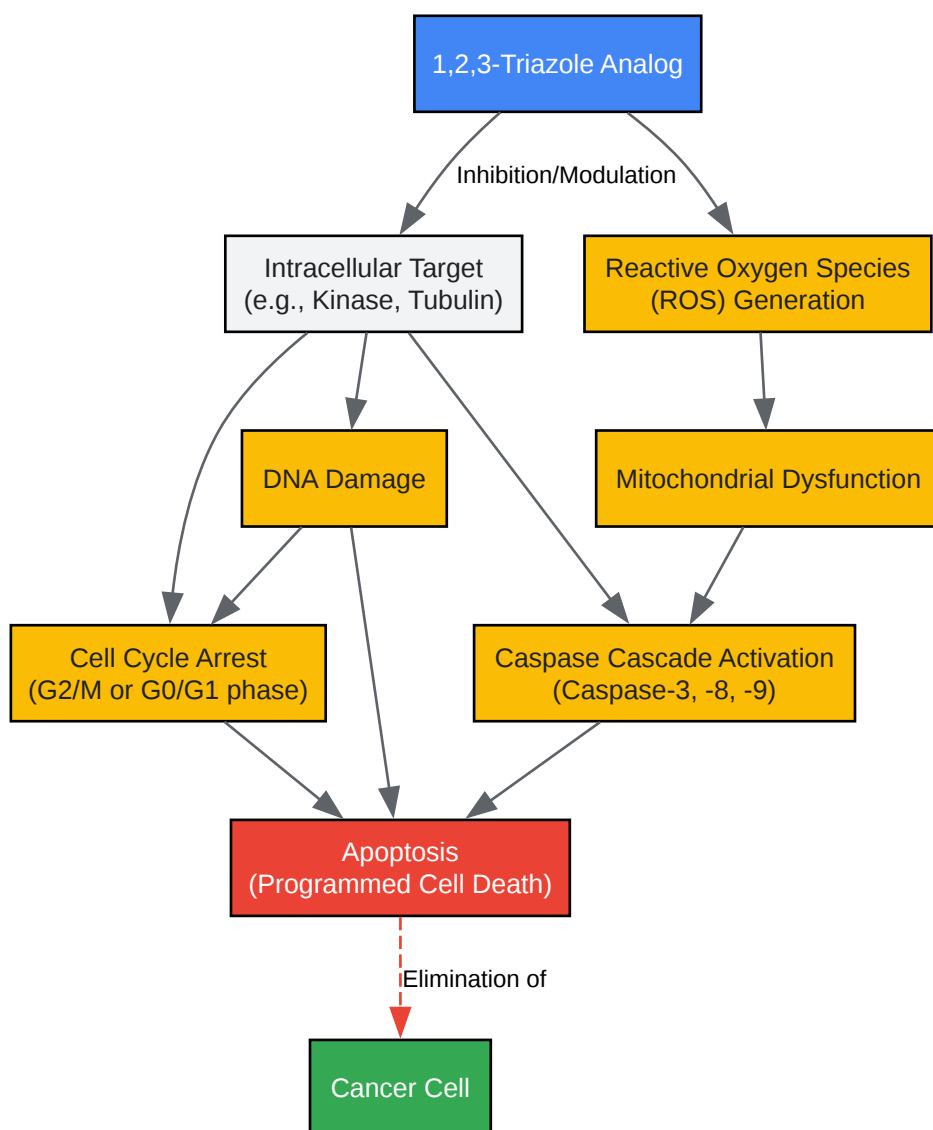 1,2,3-Triazole Analog
Inhibition/Modulation
Intracellular Target
(e.g., Kinase, Tubulin)
Reactive Oxygen Species
(ROS) Generation
DNA Damage
Mitochondrial Dysfunction
Cell Cycle Arrest
(G2/M or G0/G1 phase)
Caspase Cascade Activation
(Caspase-3, -8, -9)
Apoptosis
(Programmed Cell Death)
Elimination of
Cancer Cell